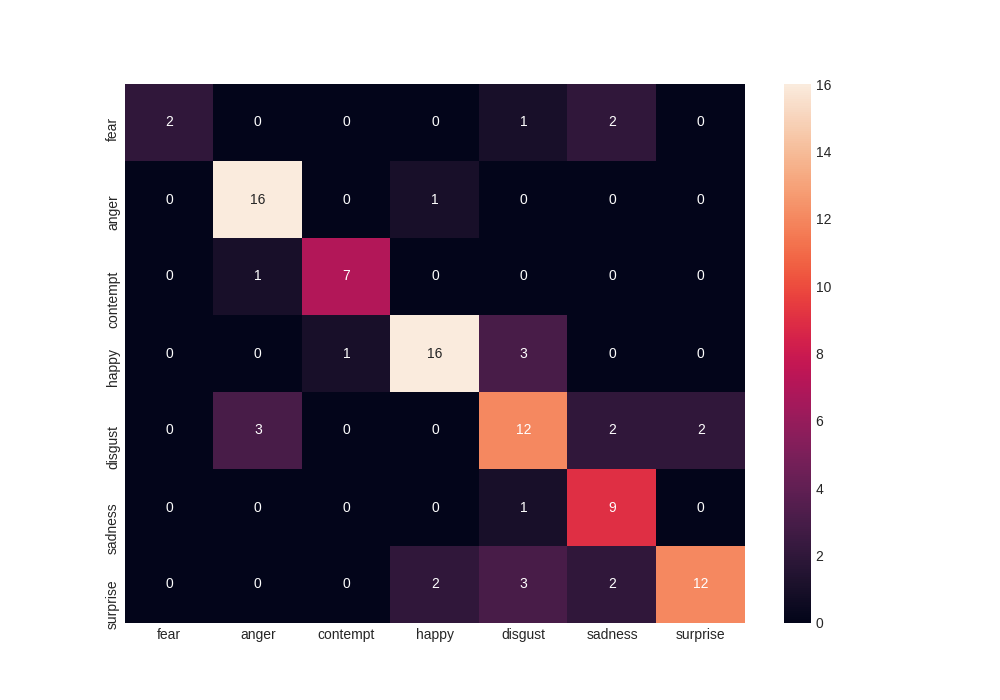 fear 2 0 0 0 1 2 0
anger 0 16 0 1 0 0 0
contempt 0 1 7 0 0 0 0
happy 0 0 1 16 3 0 0
disgust 0 3 0 0 12 2 2
sadness 0 0 0 0 1 9 0
surprise 0 0 0 2 3 2 12
fear anger contempt happy disgust sadness surprise
16
14
12
10
8
6
4
2
0